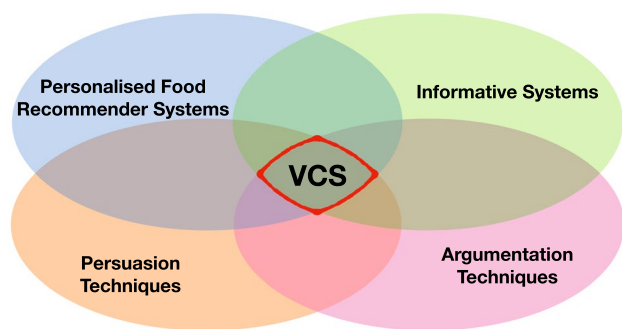 Personalised Food
Recommender Systems
Informative Systems
VCS
Persuasion
Techniques
Argumentation
Techniques